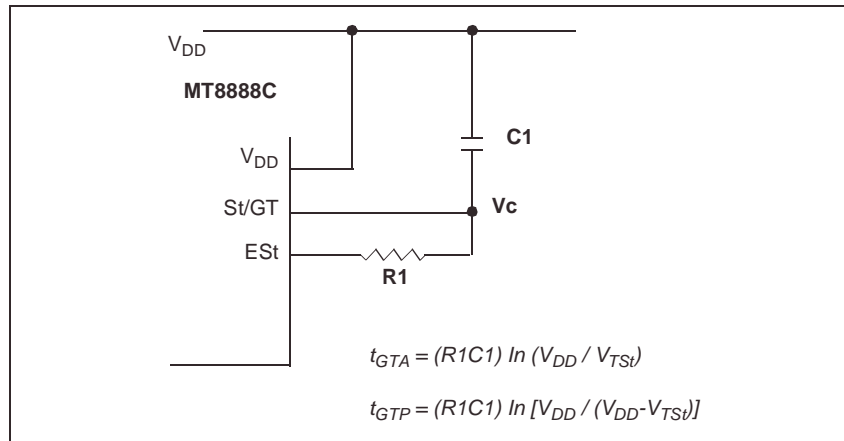 VDD
MT8888C
C1
VDD
St/GT
Vc
ESt
R1
tGTA = (R1C1) In (VDD / VTSt)
tGTP = (R1C1) In [VDD / (VDD-VTSt)]